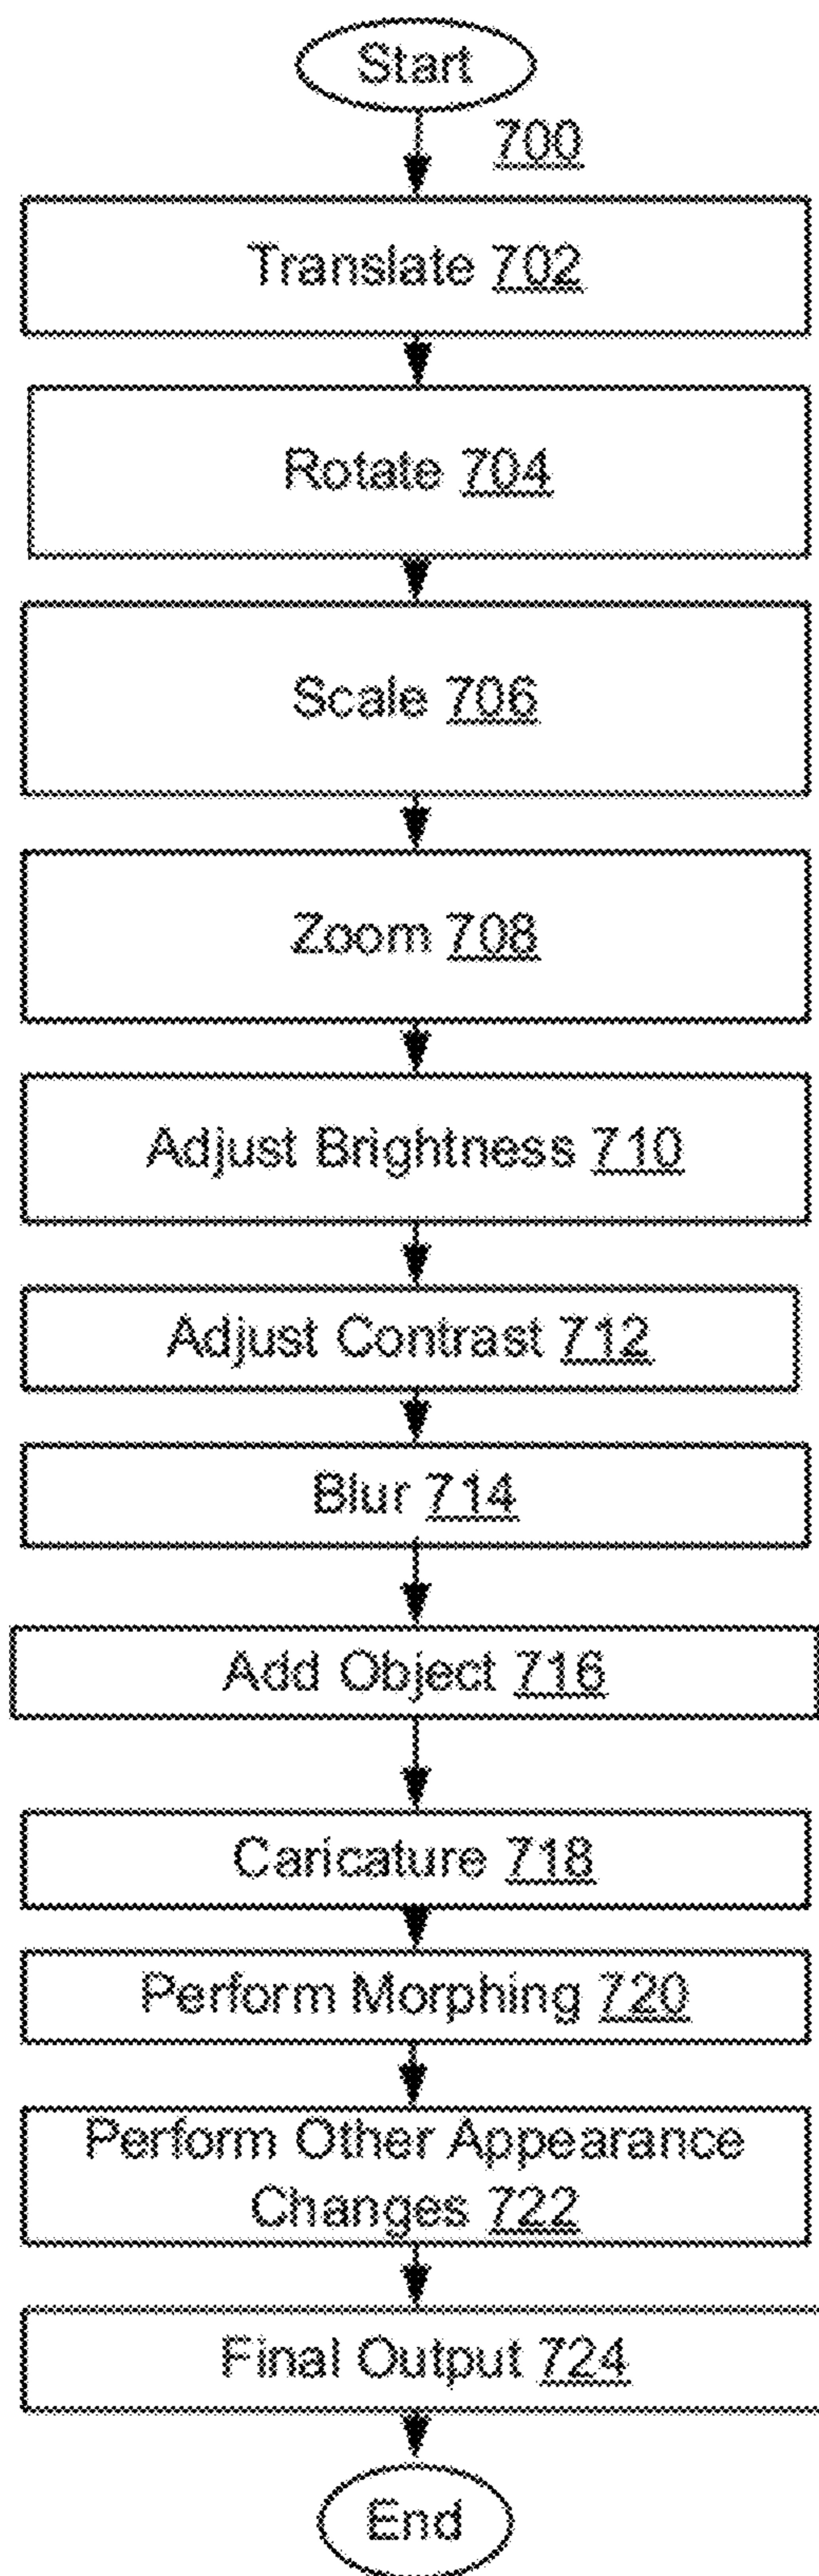 Start
700
Translate 702
Rotate 704
Scale 706
Zoom 708
Adjust Brightness 710
Adjust Contrast 712
Blur 714
Add Object 716
Caricature 718
Perform Morphing 720
Perform Other Appearance
Changes 722
Final Output 724
End